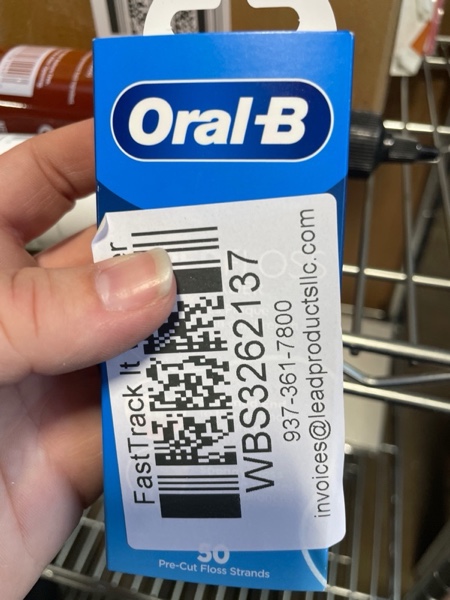 Oral-B
FastTrack It
WBS3262137
937-361-7800
invoices@leadproductsllc.com
50
Pre-Cut Floss Strands